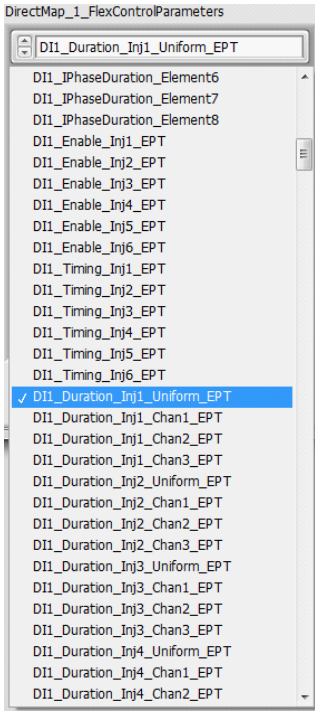 DirectMap_1_FlexControlParameters
DI1_Duration_Inj1_Uniform_EPT
DI1_IPhaseDuration_Element6
DI1_IPhaseDuration_Element7
DI1_IPhaseDuration_Element8
DI1_Enable_Inj1_EPT
DI1_Enable_Inj2_EPT
DI1_Enable_Inj3_EPT
DI1_Enable_Inj4_EPT
DI1_Enable_Inj5_EPT
DI1_Enable_Inj6_EPT
DI1_Timing_Inj1_EPT
DI1_Timing_Inj2_EPT
DI1_Timing_Inj3_EPT
DI1_Timing_Inj4_EPT
DI1_Timing_Inj5_EPT
DI1_Timing_Inj6_EPT
✓ DI1_Duration_Inj1_Uniform_EPT
DI1_Duration_Inj1_Chan1_EPT
DI1_Duration_Inj1_Chan2_EPT
DI1_Duration_Inj1_Chan3_EPT
DI1_Duration_Inj2_Uniform_EPT
DI1_Duration_Inj2_Chan1_EPT
DI1_Duration_Inj2_Chan2_EPT
DI1_Duration_Inj2_Chan3_EPT
DI1_Duration_Inj3_Uniform_EPT
DI1_Duration_Inj3_Chan1_EPT
DI1_Duration_Inj3_Chan2_EPT
DI1_Duration_Inj3_Chan3_EPT
DI1_Duration_Inj4_Uniform_EPT
DI1_Duration_Inj4_Chan1_EPT
DI1_Duration_Inj4_Chan2_EPT